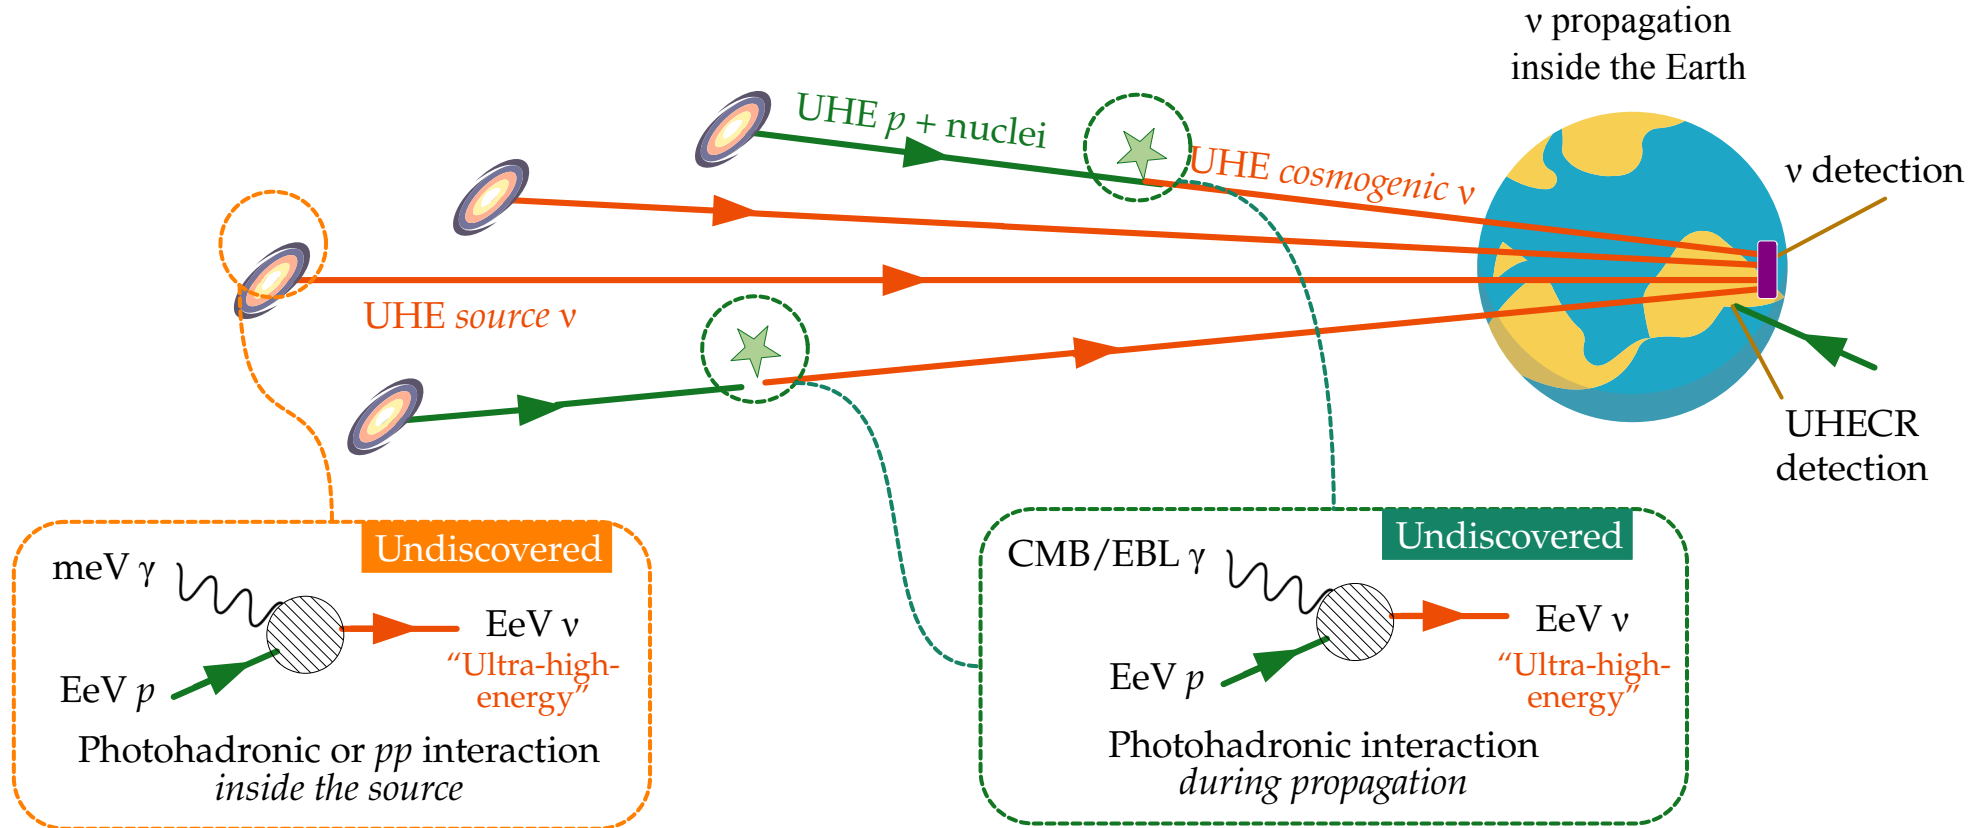 ν propagation
inside the Earth
UHE p + nuclei
UHE cosmogenic ν
ν detection
UHE source ν
UHECR
detection
Undiscovered
meV γ
EeV ν
"Ultra-high-
energy"
EeV p
Photohadronic or pp interaction
inside the source
Undiscovered
CMB/EBL γ
EeV ν
"Ultra-high-
energy"
EeV p
Photohadronic interaction
during propagation